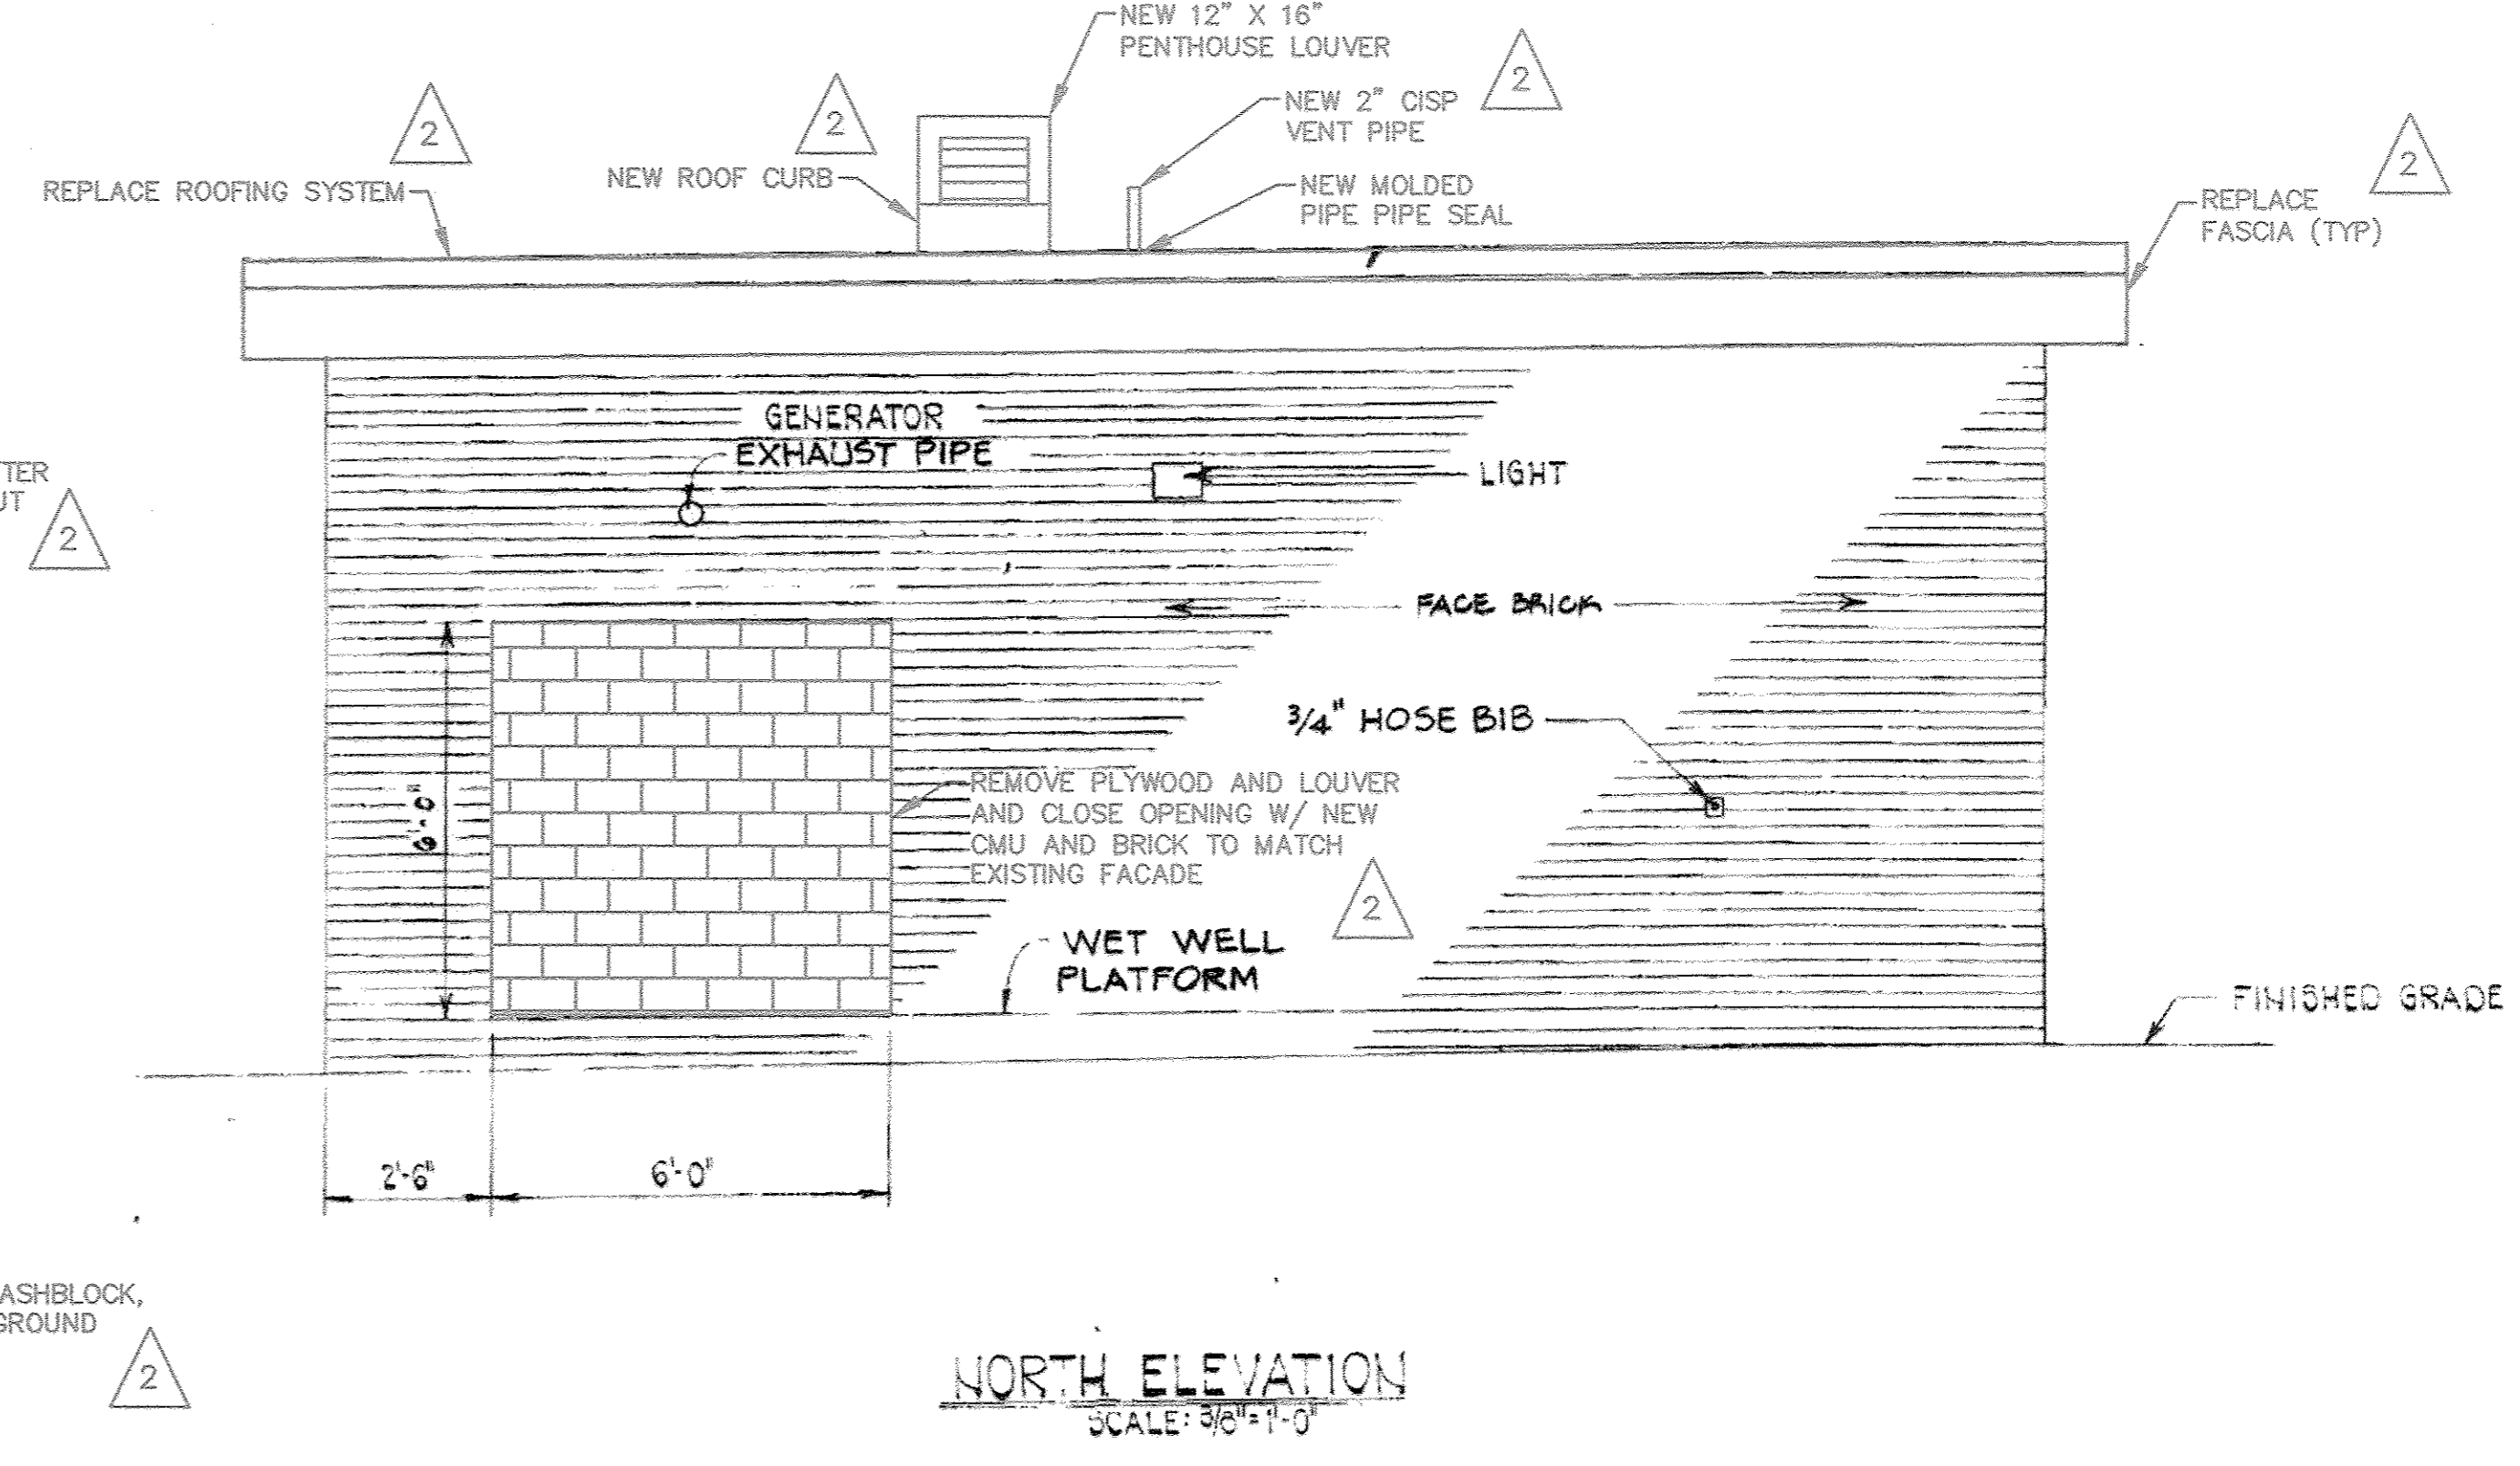 NEW 12" X 16"
PENTHOUSE LOUVER
2
NEW 2" CISP
VENT PIPE
2
2
2
REPLACE ROOFING SYSTEM
NEW ROOF CURB
NEW MOLDED
PIPE PIPE SEAL
REPLACE
FASCIA (TYP)
GENERATOR
EXHAUST PIPE
LIGHT
2
FACE BRICK
3/4" HOSE BIB
6'-0"
REMOVE PLYWOOD AND LOUVER
AND CLOSE OPENING W/ NEW
CMU AND BRICK TO MATCH
EXISTING FACADE
2
WET WELL
PLATFORM
FINISHED GRADE
2'-6"
6'-0"
ASHBLOCK,
GROUND
2
NORTH ELEVATION
SCALE: 3/8"=1'-0"